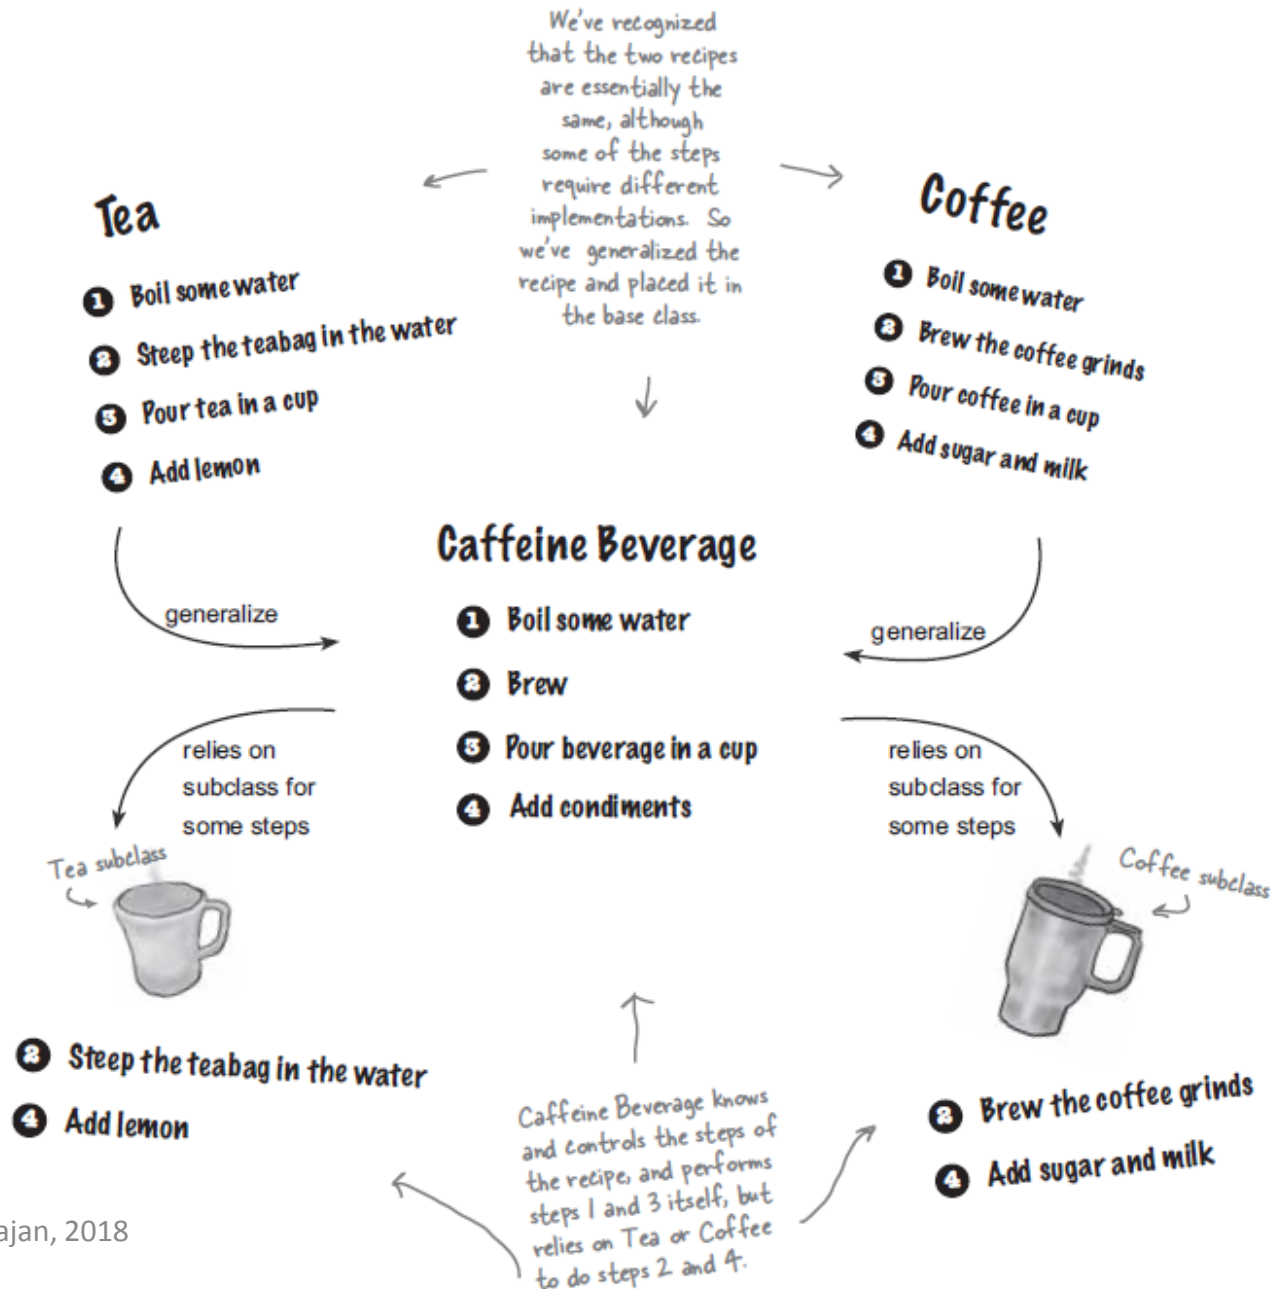 We've recognized
that the two recipes
are essentially the
same, although
some of the steps
require different
implementations. So
we've generalized the
recipe and placed it in
the base class.
Tea
1 Boil some water
2 Steep the teabag in the water
3 Pour tea in a cup
4 Add lemon
Coffee
1 Boil some water
2 Brew the coffee grinds
3 Pour coffee in a cup
4 Add sugar and milk
generalize
generalize
Caffeine Beverage
1 Boil some water
2 Brew
3 Pour beverage in a cup
4 Add condiments
relies on
subclass for
some steps
relies on
subclass for
some steps
Tea subclass
Coffee subclass
2 Steep the teabag in the water
4 Add lemon
2 Brew the coffee grinds
4 Add sugar and milk
Caffeine Beverage knows
and controls the steps of
the recipe, and performs
steps 1 and 3 itself, but
relies on Tea or Coffee
to do steps 2 and 4.
ajan, 2018